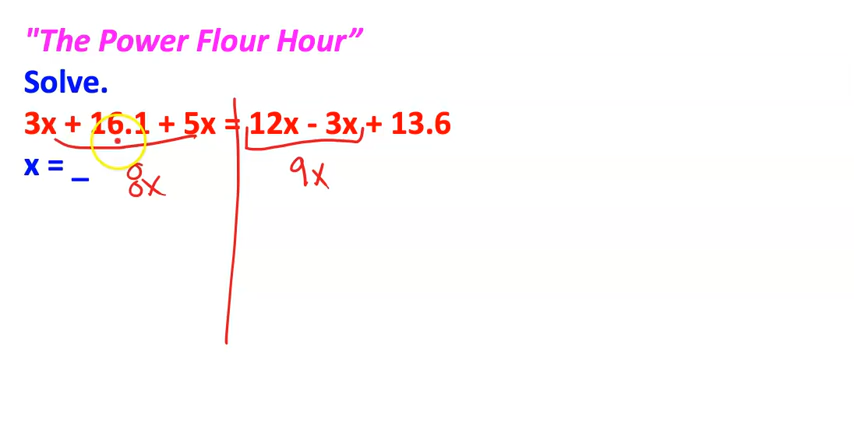 "The Power Flour Hour”
Solve.
3x + 16.1 + 5x = 12x - 3x + 13.6
x = _
8x
9x